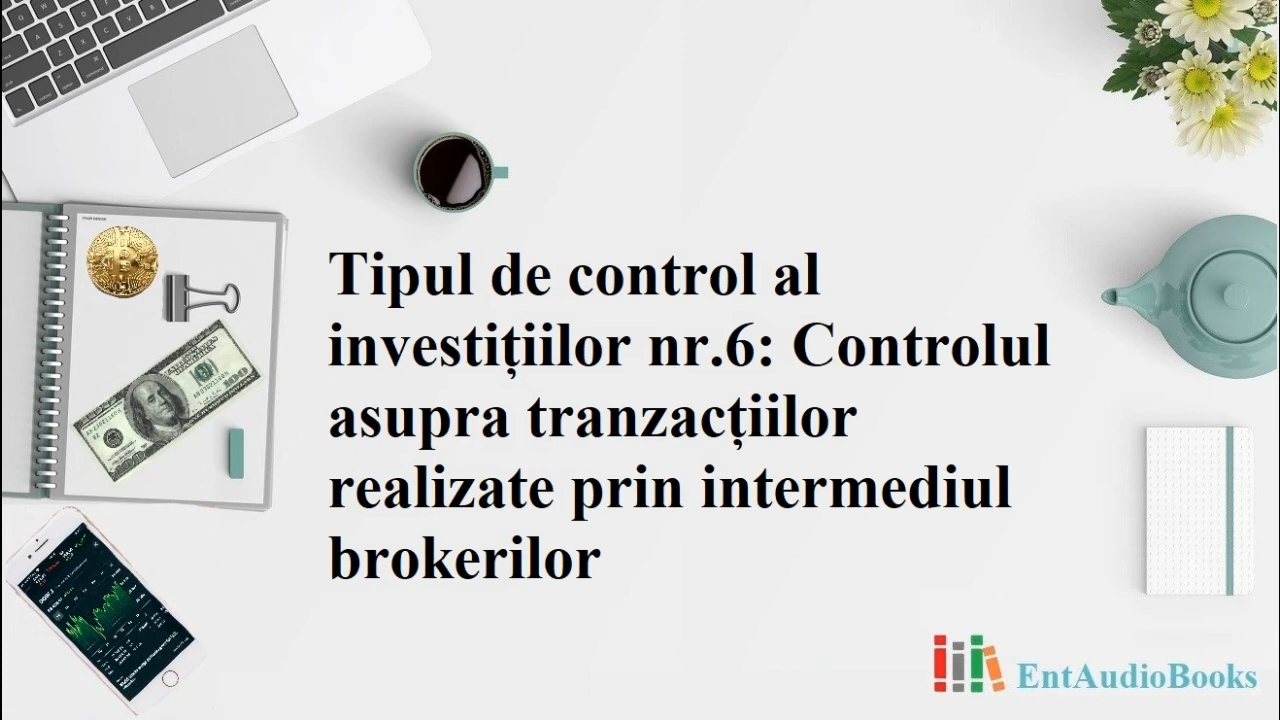 Tipul de control al
investițiilor nr.6: Controlul
asupra tranzacțiilor
realizate prin intermediul
brokerilor
EntAudioBooks